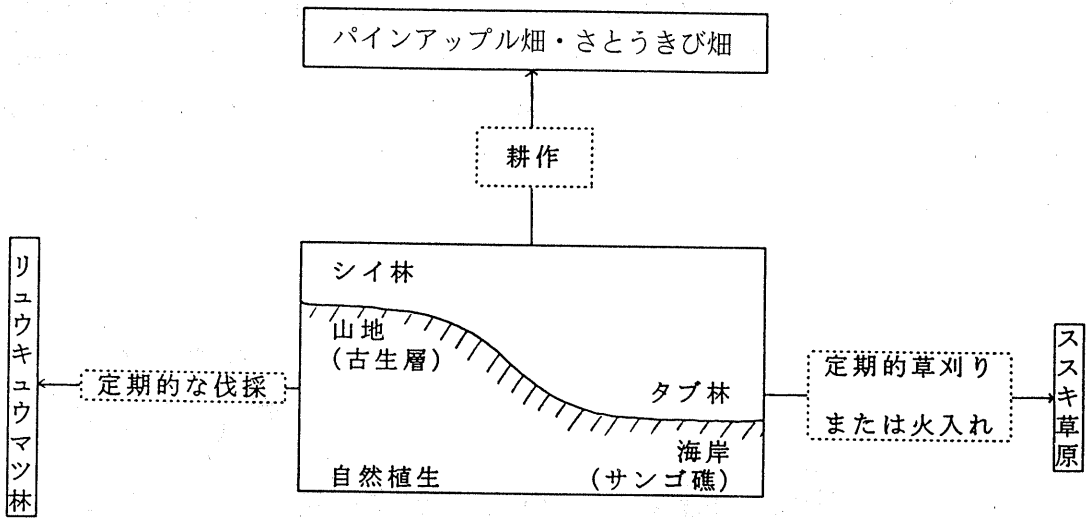 パインアップル畑・さとうきび畑
耕作
リュウキュウマツ林
定期的な伐採
シイ林
山地
(古生層)
タブ林
海岸
(サンゴ礁)
自然植生
定期的草刈り
または火入れ
ススキ草原